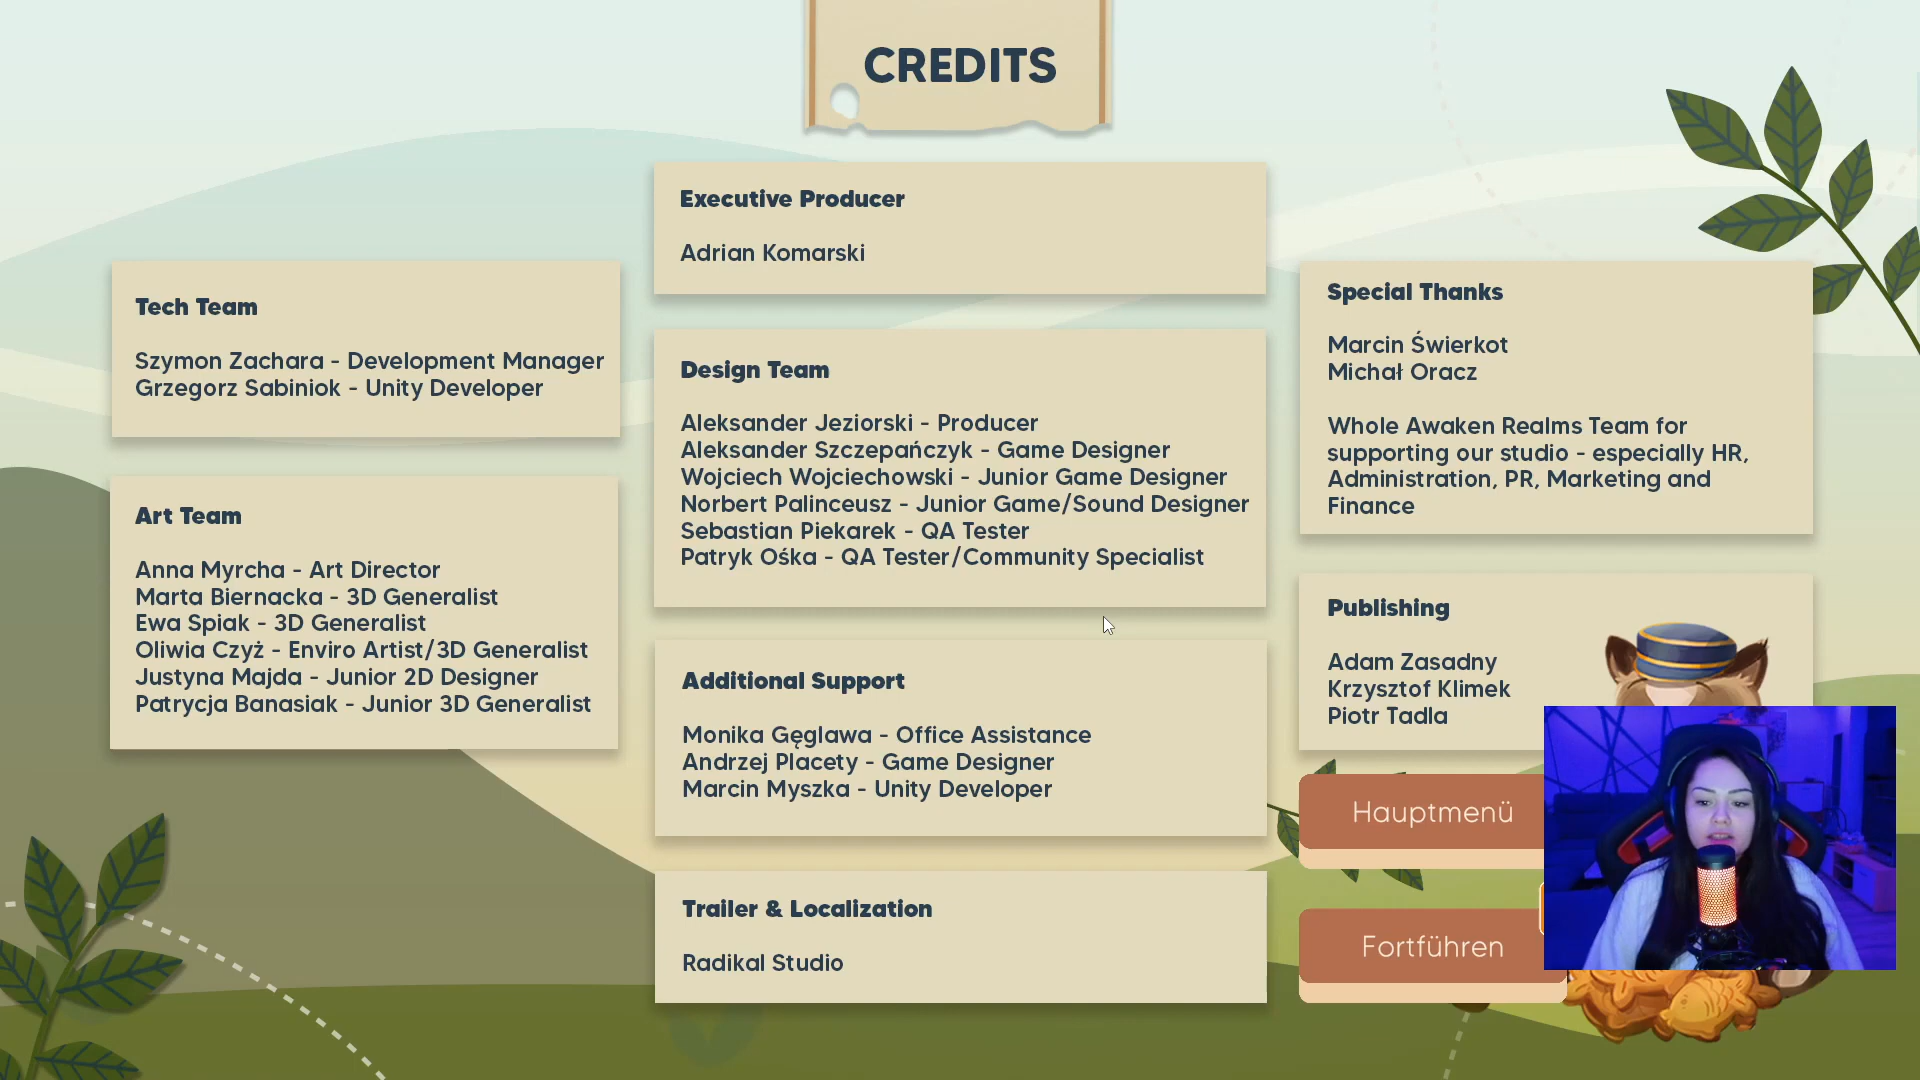 CREDITS
Tech Team
Szymon Zachara - Development Manager
Grzegorz Sabiniok - Unity Developer
Art Team
Anna Myrcha - Art Director
Marta Biernacka - 3D Generalist
Ewa Spiak - 3D Generalist
Oliwia Czyż - Enviro Artist/3D Generalist
Justyna Majda - Junior 2D Designer
Patrycja Banasiak - Junior 3D Generalist
Executive Producer
Adrian Komarski
Design Team
Aleksander Jeziorski - Producer
Aleksander Szczepańczyk - Game Designer
Wojciech Wojciechowski - Junior Game Designer
Norbert Palinceusz - Junior Game/Sound Designer
Sebastian Piekarek - QA Tester
Patryk Ośka - QA Tester/Community Specialist
Additional Support
Monika Gęglawa - Office Assistance
Andrzej Placety - Game Designer
Marcin Myszka - Unity Developer
Trailer & Localization
Radikal Studio
Special Thanks
Marcin Świerkot
Michał Oracz
Whole Awaken Realms Team for
supporting our studio - especially HR,
Administration, PR, Marketing and
Finance
Publishing
Adam Zasadny
Krzysztof Klimek
Piotr Tadla
Hauptmenü
Fortführen